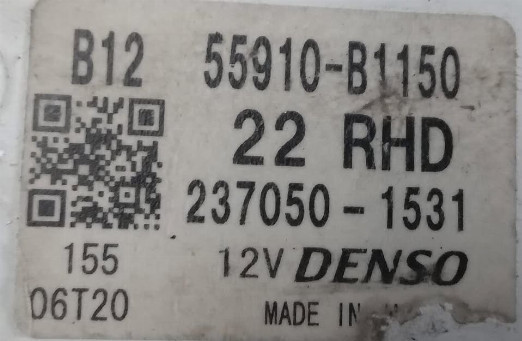 B12 55910-B1150
22 RHD
237050-1531
155 12V DENSO
06T20 MADE IN